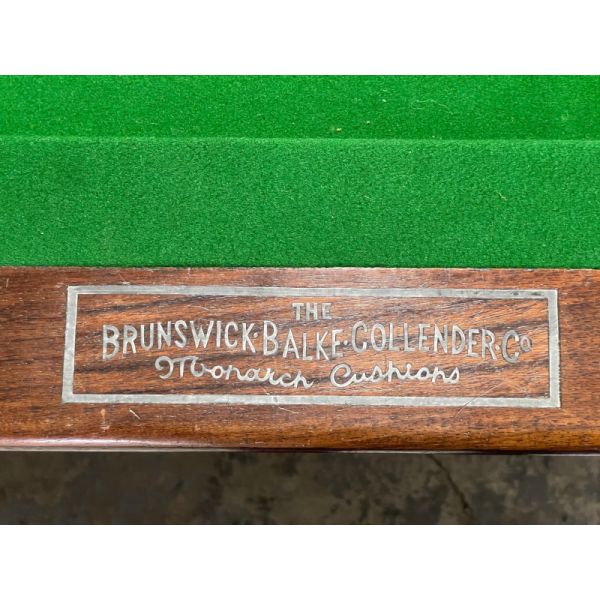 THE
BRUNSWICK·BALKE·COLLENDER·Co
Monarch Cushions